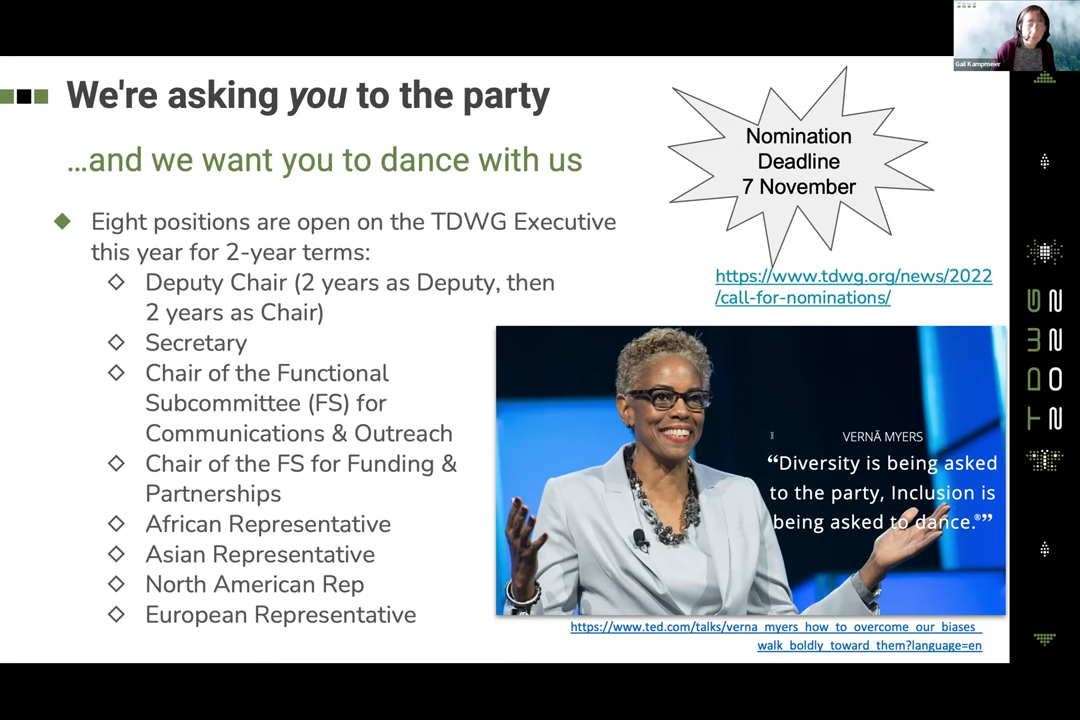 Gail Kampmeier
We're asking you to the party
...and we want you to dance with us
Nomination
Deadline
7 November
Eight positions are open on the TDWG Executive
this year for 2-year terms:
Deputy Chair (2 years as Deputy, then
2 years as Chair)
Secretary
Chair of the Functional
Subcommittee (FS) for
Communications & Outreach
Chair of the FS for Funding &
Partnerships
African Representative
Asian Representative
North American Rep
European Representative
https://www.tdwg.org/news/2022
/call-for-nominations/
VERNĀ MYERS
“Diversity is being asked
to the party, Inclusion is
being asked to dance.®”
https://www.ted.com/talks/verna_myers_how_to_overcome_our_biases_
walk_boldly_toward_them?language=en
TDWG
2022